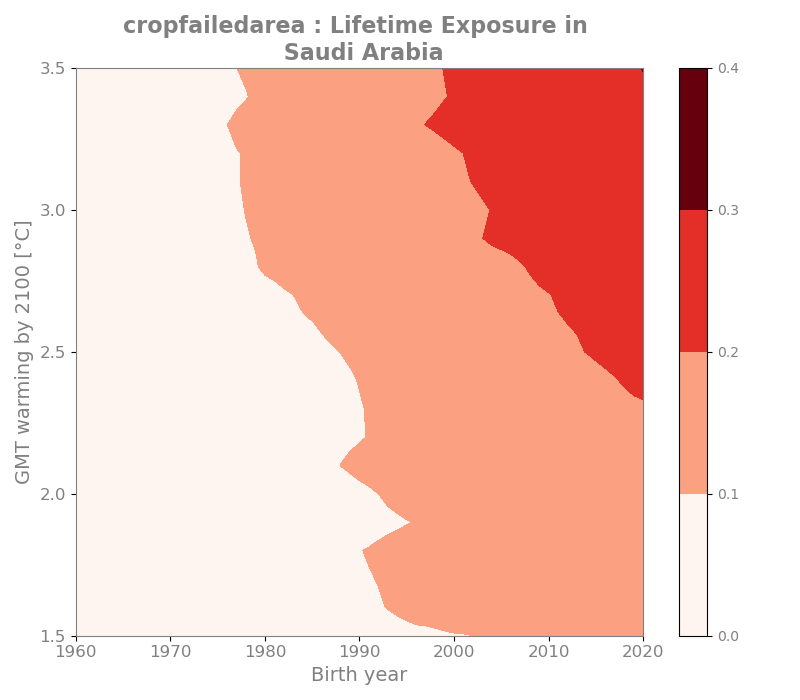 cropfailedarea : Lifetime Exposure in
Saudi Arabia
GMT warming by 2100 [°C]
3.5
3.0
2.5
2.0
1.5
1960 1970 1980 1990 2000 2010 2020
Birth year
0.4
0.3
0.2
0.1
0.0